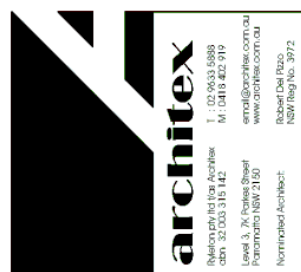 architex
Ryleton pty ltd t/as Architex
abn 32 003 315 142
T : 02 9633 5888
M : 0418 402 919
Level 3, 7K Parkes Street
Parramatta NSW 2150
email@architex.com.au
www.architex.com.au
Nominated Architect:
Robert Del Pizzo
NSW Reg No. 3972